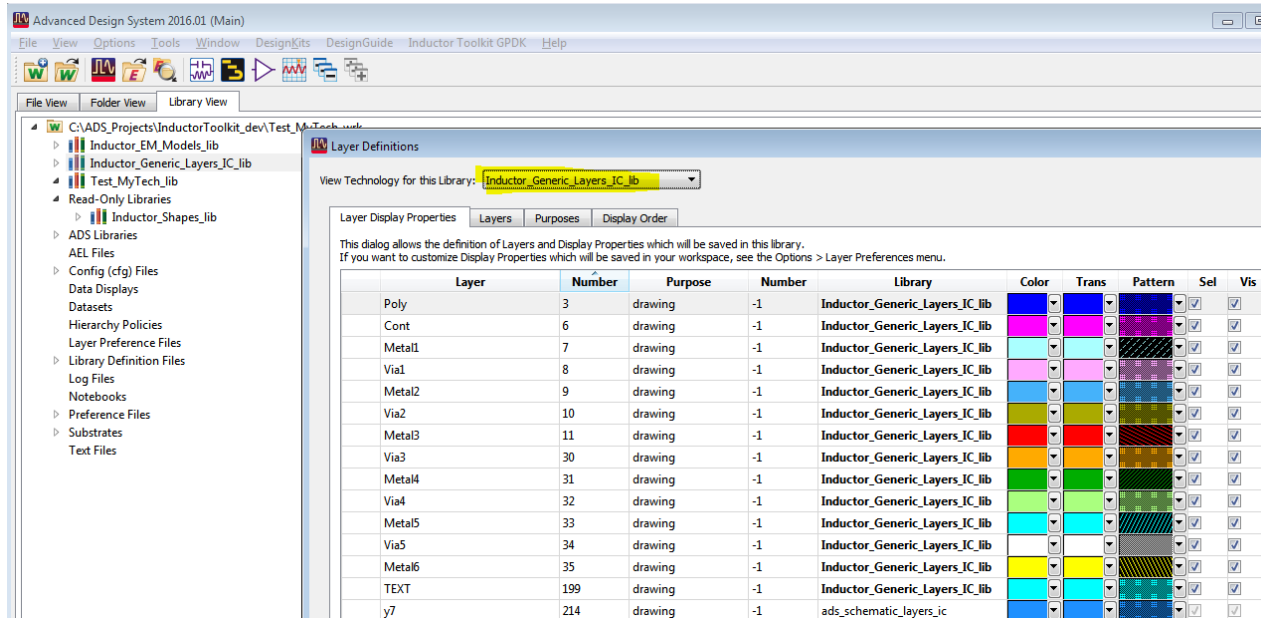 Advanced Design System 2016.01 (Main)
File View Options Tools Window DesignKits DesignGuide Inductor Toolkit GPDK Help
File View Folder View Library View
C:\ADS_Projects\InductorToolkit_dev\Test_MyTech_wrk
Inductor_EM_Models_lib
Inductor_Generic_Layers_IC_lib
Test_MyTech_lib
Read-Only Libraries
Inductor_Shapes_lib
ADS Libraries
AEL Files
Config (cfg) Files
Data Displays
Datasets
Hierarchy Policies
Layer Preference Files
Library Definition Files
Log Files
Notebooks
Preference Files
Substrates
Text Files
Layer Definitions
View Technology for this Library: Inductor_Generic_Layers_IC_lib
Layer Display Properties Layers Purposes Display Order
This dialog allows the definition of Layers and Display Properties which will be saved in this library.
If you want to customize Display Properties which will be saved in your workspace, see the Options > Layer Preferences menu.
Layer Number Purpose Number Library Color Trans Pattern Sel Vis
Poly 3 drawing -1 Inductor_Generic_Layers_IC_lib
Cont 6 drawing -1 Inductor_Generic_Layers_IC_lib
Metal1 7 drawing -1 Inductor_Generic_Layers_IC_lib
Via1 8 drawing -1 Inductor_Generic_Layers_IC_lib
Metal2 9 drawing -1 Inductor_Generic_Layers_IC_lib
Via2 10 drawing -1 Inductor_Generic_Layers_IC_lib
Metal3 11 drawing -1 Inductor_Generic_Layers_IC_lib
Via3 30 drawing -1 Inductor_Generic_Layers_IC_lib
Metal4 31 drawing -1 Inductor_Generic_Layers_IC_lib
Via4 32 drawing -1 Inductor_Generic_Layers_IC_lib
Metal5 33 drawing -1 Inductor_Generic_Layers_IC_lib
Via5 34 drawing -1 Inductor_Generic_Layers_IC_lib
Metal6 35 drawing -1 Inductor_Generic_Layers_IC_lib
TEXT 199 drawing -1 Inductor_Generic_Layers_IC_lib
y7 214 drawing -1 ads_schematic_layers_ic